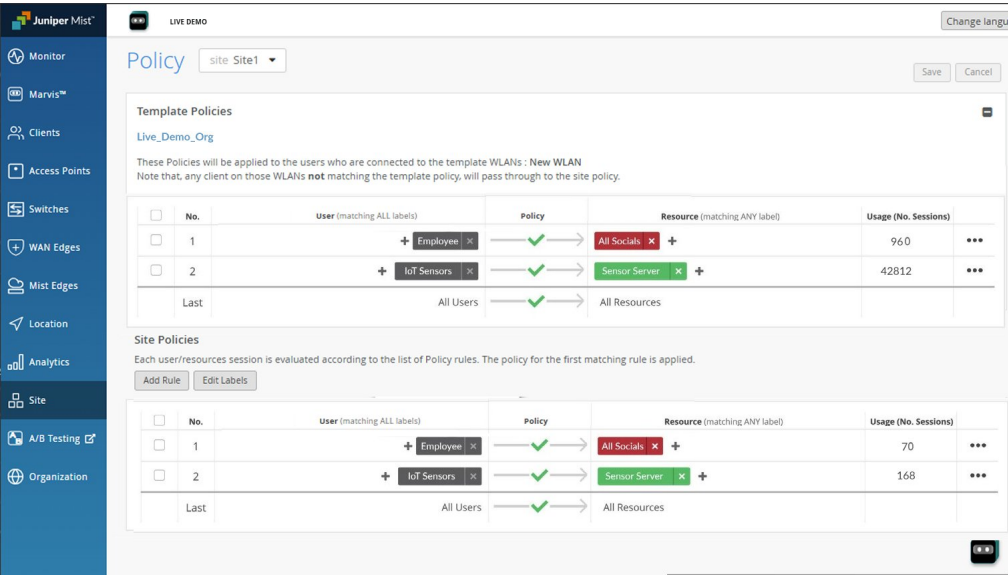 Juniper Mist™
LIVE DEMO
Change langu
Monitor
Marvis™
Clients
Access Points
Switches
WAN Edges
Mist Edges
Location
Analytics
Site
A/B Testing
Organization
Policy site Site1
Save Cancel
Template Policies
Live_Demo_Org
These Policies will be applied to the users who are connected to the template WLANs : New WLAN
Note that, any client on those WLANs not matching the template policy, will pass through to the site policy.
No. User (matching ALL labels) Policy Resource (matching ANY label) Usage (No. Sessions)
1 + Employee × All Socials × + 960 •••
2 + IoT Sensors × Sensor Server × + 42812 •••
Last All Users All Resources
Site Policies
Each user/resources session is evaluated according to the list of Policy rules. The policy for the first matching rule is applied.
Add Rule Edit Labels
No. User (matching ALL labels) Policy Resource (matching ANY label) Usage (No. Sessions)
1 + Employee × All Socials × + 70 •••
2 + IoT Sensors × Sensor Server × + 168 •••
Last All Users All Resources